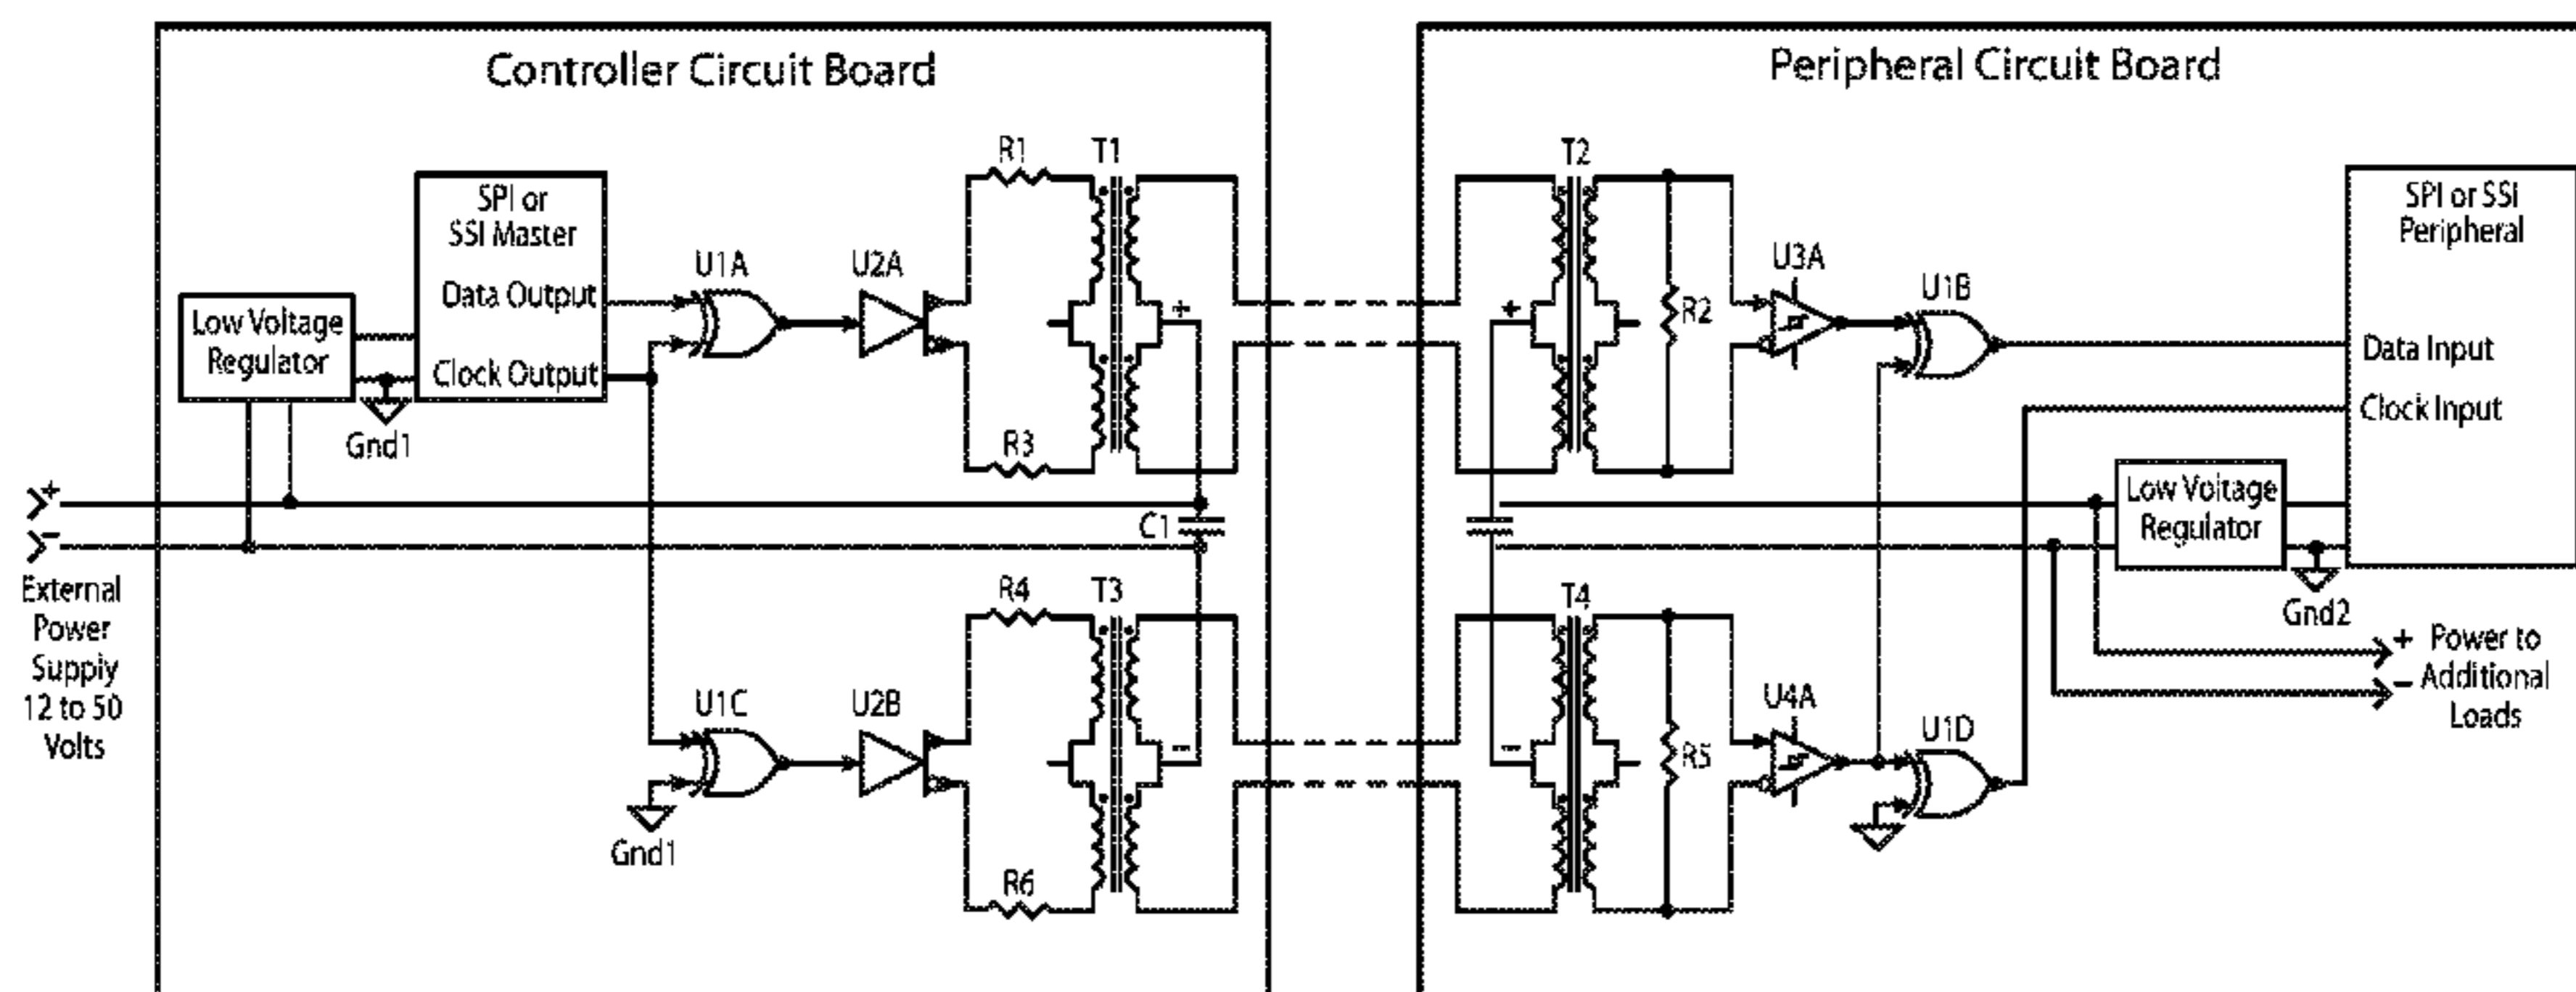 Controller Circuit Board
Peripheral Circuit Board
R1
T1
T2
SPI or
SSI Master
Data Output
Clock Output
U1A
U2A
R3
+
Low Voltage
Regulator
Gnd1
+
R2
U3A
U1B
SPI or SSI
Peripheral
Data Input
Clock Input
+
-
External
Power
Supply
12 to 50
Volts
C1
Low Voltage
Regulator
Gnd2
+ Power to
- Additional
Loads
R4
T3
T4
U1C
U2B
R6
-
Gnd1
-
R5
U4A
U1D